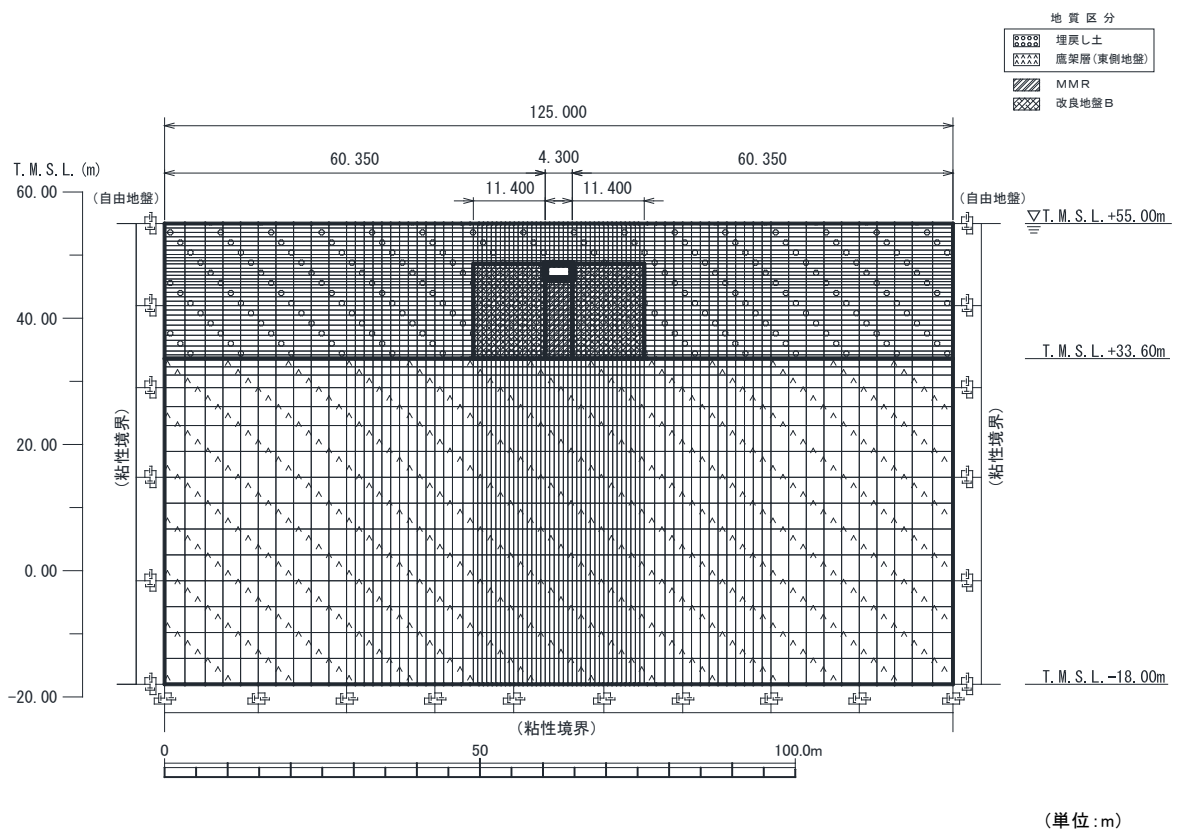 地 質 区 分
埋戻し土
鷹架層(東側地盤)
MMR
改良地盤B
125.000
60.350
4.300
60.350
11.400
11.400
T.M.S.L.(m)
60.00
40.00
20.00
0.00
-20.00
(自由地盤)
(自由地盤)
T.M.S.L.+55.00m
T.M.S.L.+33.60m
T.M.S.L.-18.00m
(粘性境界)
(粘性境界)
(粘性境界)
0
50
100.0m
(単位:m)